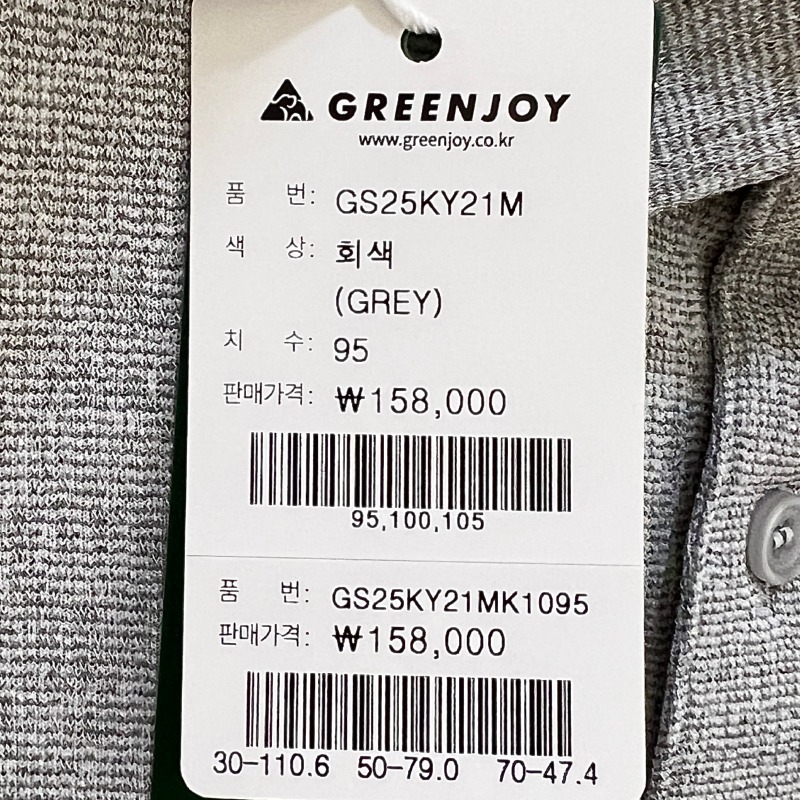 GREENJOY
www.greenjoy.co.kr
품 번: GS25KY21M
색 상: 회색
(GREY)
치 수: 95
판매가격: ₩158,000
95,100,105
품 번: GS25KY21MK1095
판매가격: ₩158,000
30-110.6 50-79.0 70-47.4